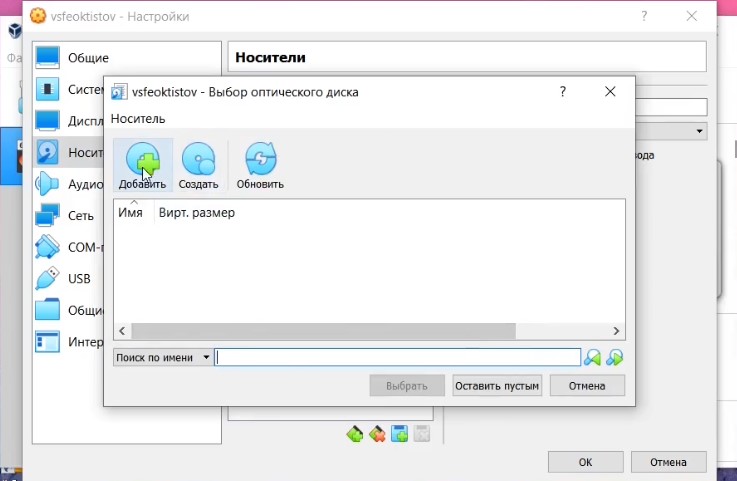 vsfeoktistov - Настройки
Фа
Общие
Систем
Диспл
Носит
Аудио
Сеть
COM-п
USB
Общие
Интер
Носители
вода
vsfeoktistov - Выбор оптического диска
Носитель
Добавить Создать Обновить
Имя Вирт. размер
Поиск по имени
Выбрать Оставить пустым Отмена
OK Отмена